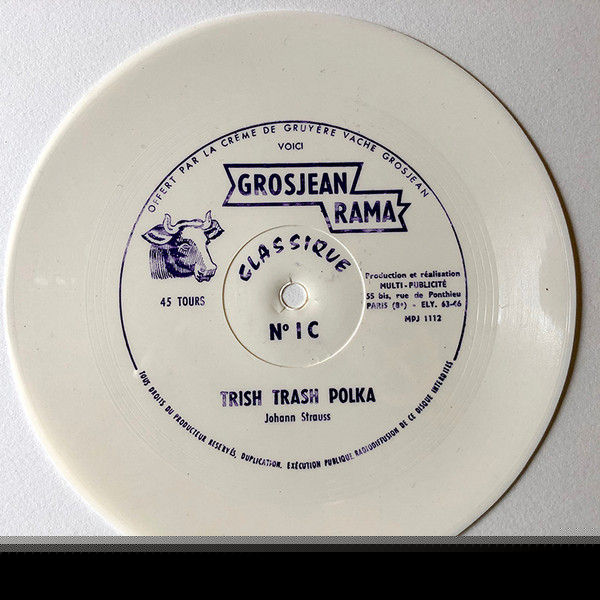 OFFERT PAR LA CRÈME DE GRUYÈRE VACHE GROSJEAN
VOICI
GROSJEAN
RAMA
CLASSIQUE
45 TOURS
Production et réalisation
MULTI-PUBLICITÉ
55 bis, rue de Ponthieu
PARIS (8e) - ELY. 63-46
MPJ 1112
No 1 C
TRISH TRASH POLKA
Johann Strauss
TOUS DROITS DU PRODUCTEUR RESERVÉS. DUPLICATION. EXÉCUTION PUBLIQUE RADIODIFFUSION DE CE DISQUE INTERDITES